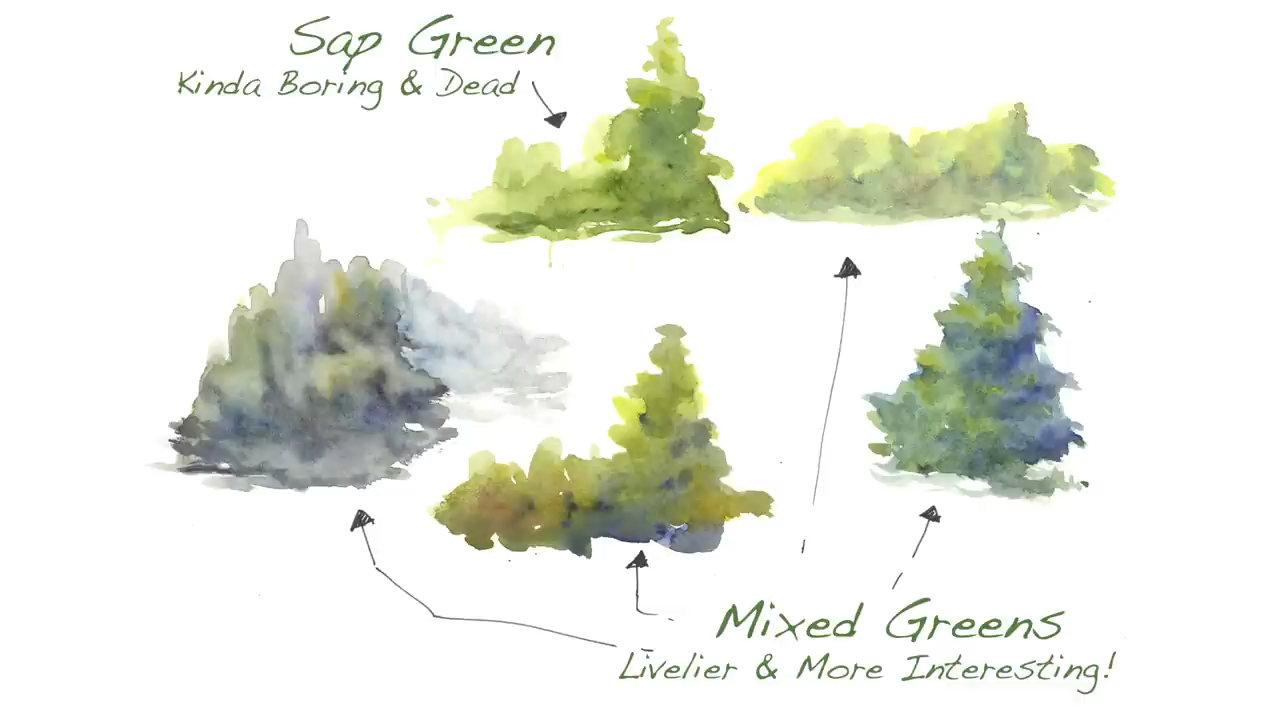 Sap Green
Kinda Boring & Dead
Mixed Greens
Livelier & More Interesting!